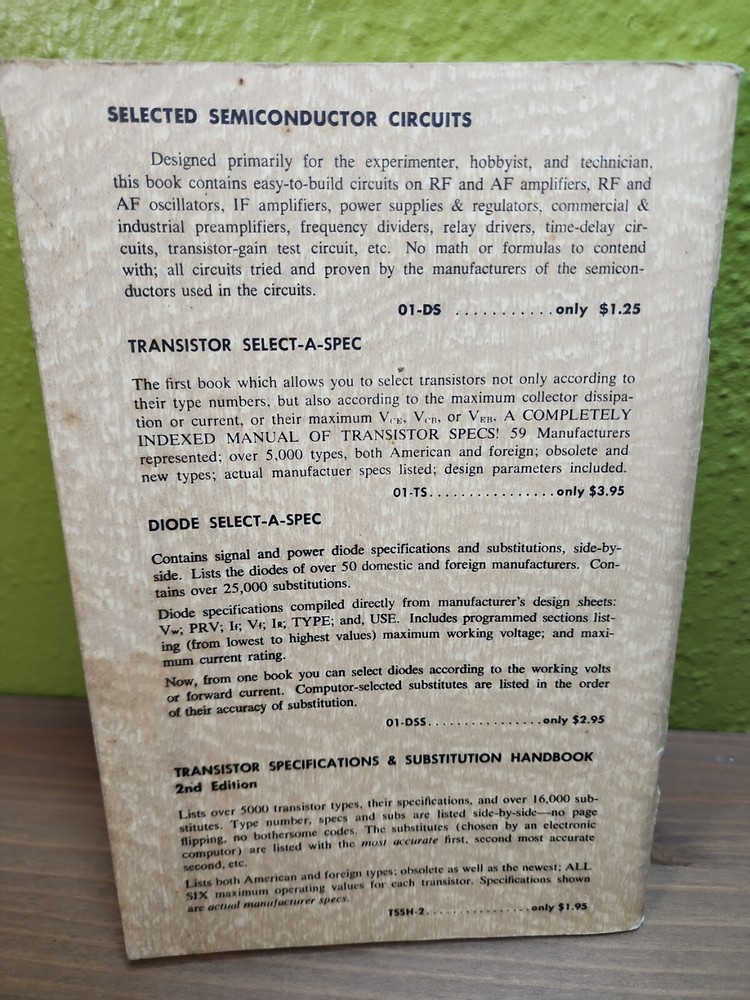 SELECTED SEMICONDUCTOR CIRCUITS
Designed primarily for the experimenter, hobbyist, and technician,
this book contains easy-to-build circuits on RF and AF amplifiers, RF and
AF oscillators, IF amplifiers, power supplies & regulators, commercial &
industrial preamplifiers, frequency dividers, relay drivers, time-delay cir-
cuits, transistor-gain test circuit, etc. No math or formulas to contend
with; all circuits tried and proven by the manufacturers of the semicon-
ductors used in the circuits.
01-DS ...........only $1.25
TRANSISTOR SELECT-A-SPEC
The first book which allows you to select transistors not only according to
their type numbers, but also according to the maximum collector dissipa-
tion or current, or their maximum VCE, VCB, or VEB. A COMPLETELY
INDEXED MANUAL OF TRANSISTOR SPECS! 59 Manufacturers
represented; over 5,000 types, both American and foreign; obsolete and
new types; actual manufactuer specs listed; design parameters included.
01-TS................only $3.95
DIODE SELECT-A-SPEC
Contains signal and power diode specifications and substitutions, side-by-
side. Lists the diodes of over 50 domestic and foreign manufacturers. Con-
tains over 25,000 substitutions.
Diode specifications compiled directly from manufacturer's design sheets:
Vw; PRV; If; Vf; IR; TYPE; and, USE. Includes programmed sections list-
ing (from lowest to highest values) maximum working voltage; and maxi-
mum current rating.
Now, from one book you can select diodes according to the working volts
or forward current. Computor-selected substitutes are listed in the order
of their accuracy of substitution.
01-DSS................only $2.95
TRANSISTOR SPECIFICATIONS & SUBSTITUTION HANDBOOK
2nd Edition
Lists over 5000 transistor types, their specifications, and over 16,000 sub-
stitutes. Type number, specs and subs are listed side-by-side—no page
flipping, no bothersome codes. The substitutes (chosen by an electronic
computor) are listed with the most accurate first, second most accurate
second, etc.
Lists both American and foreign types; obsolete as well as the newest; ALL
SIX maximum operating values for each transistor. Specifications shown
are actual manufacturer specs.
TSSH-2................only $1.95